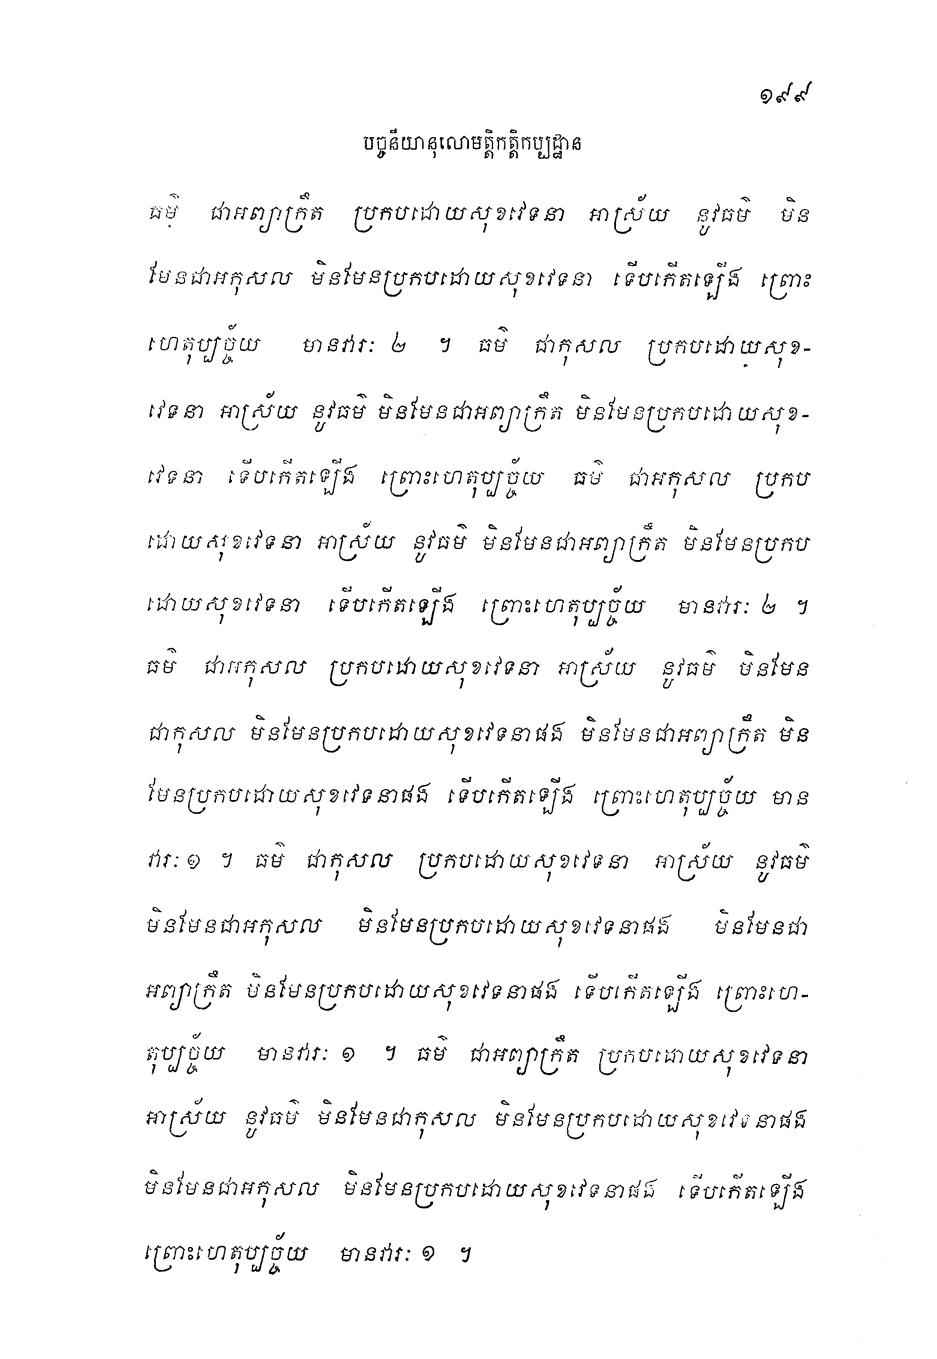 ១៩៩
បច្ចនីយានុលោមត្តិកត្តិកប្បដ្ឋាន
ធម៌ ជាអព្យាក្រឹត ប្រកបដោយសុខវេទនា អាស្រ័យ នូវធម៌ មិន
មែនជាអកុសល មិនមែនប្រកបដោយសុខវេទនា ទើបកើតឡើង ព្រោះ
ហេតុប្បច្ច័យ មានវារៈ ២ ។ ធម៌ ជាកុសល ប្រកបដោយសុខ-
វេទនា អាស្រ័យ នូវធម៌ មិនមែនជាអព្យាក្រឹត មិនមែនប្រកបដោយសុខ-
វេទនា ទើបកើតឡើង ព្រោះហេតុប្បច្ច័យ ធម៌ ជាអកុសល ប្រកប
ដោយសុខវេទនា អាស្រ័យ នូវធម៌ មិនមែនជាអព្យាក្រឹត មិនមែនប្រកប
ដោយសុខវេទនា ទើបកើតឡើង ព្រោះហេតុប្បច្ច័យ មានវារៈ ២ ។
ធម៌ ជាអកុសល ប្រកបដោយសុខវេទនា អាស្រ័យ នូវធម៌ មិនមែន
ជាកុសល មិនមែនប្រកបដោយសុខវេទនាផង មិនមែនជាអព្យាក្រឹត មិន
មែនប្រកបដោយសុខវេទនាផង ទើបកើតឡើង ព្រោះហេតុប្បច្ច័យ មាន
វារៈ ១ ។ ធម៌ ជាកុសល ប្រកបដោយសុខវេទនា អាស្រ័យ នូវធម៌
មិនមែនជាអកុសល មិនមែនប្រកបដោយសុខវេទនាផង មិនមែនជា
អព្យាក្រឹត មិនមែនប្រកបដោយសុខវេទនាផង ទើបកើតឡើង ព្រោះហេ-
តុប្បច្ច័យ មានវារៈ ១ ។ ធម៌ ជាអព្យាក្រឹត ប្រកបដោយសុខវេទនា
អាស្រ័យ នូវធម៌ មិនមែនជាកុសល មិនមែនប្រកបដោយសុខវេទនាផង
មិនមែនជាអកុសល មិនមែនប្រកបដោយសុខវេទនាផង ទើបកើតឡើង
ព្រោះហេតុប្បច្ច័យ មានវារៈ ១ ។